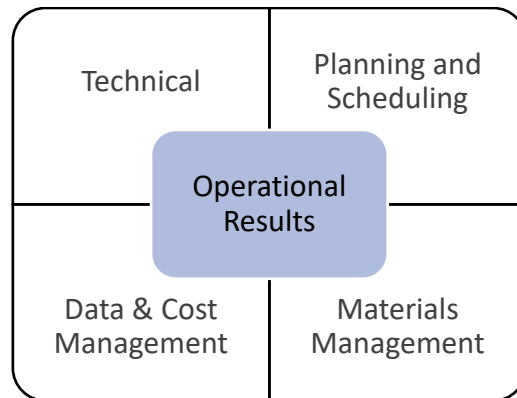 Technical
Planning and
Scheduling
Operational
Results
Data & Cost
Management
Materials
Management